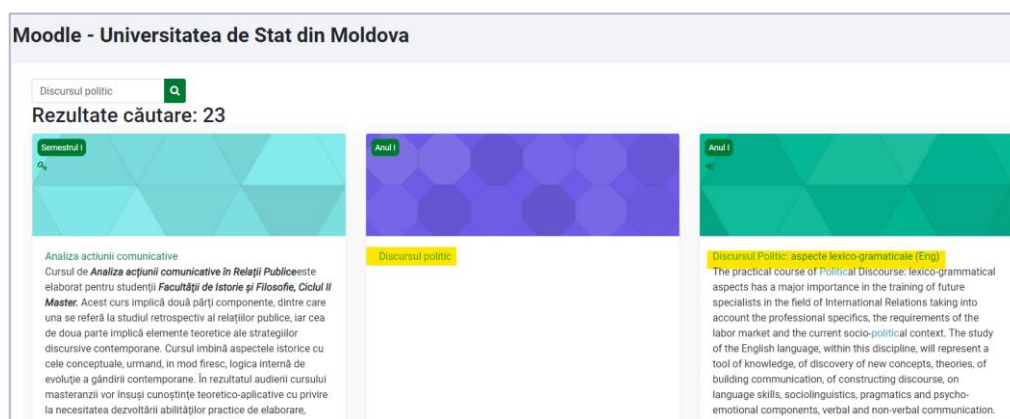 Moodle - Universitatea de Stat din Moldova
Discursul politic
Rezultate căutare: 23
Semestrul I
Analiza actiunii comunicative
Cursul de Analiza acțiunii comunicative în Relații Publiceeste
elaborat pentru studenții Facultăţii de Istorie și Filosofie, Ciclul II
Master. Acest curs implică două părţi componente, dintre care
una se referă la studiul retrospectiv al relațiilor publice, iar cea
de doua parte implică elemente teoretice ale strategiilor
discursive contemporane. Cursul imbină aspectele istorice cu
cele conceptuale, urmand, in mod firesc, logica internă de
evoluție a gândirii contemporane. În rezultatul audierii cursului
masteranzii vor însuși cunoștințe teoretico-aplicative cu privire
la necesitatea dezvoltării abilităților practice de elaborare,
Anul I
Discursul politic
Anul I
Discursul Politic: aspecte lexico-gramaticale (Eng)
The practical course of Political Discourse: lexico-grammatical
aspects has a major importance in the training of future
specialists in the field of International Relations taking into
account the professional specifics, the requirements of the
labor market and the current socio-political context. The study
of the English language, within this discipline, will represent a
tool of knowledge, of discovery of new concepts, theories, of
building communication, of constructing discourse, on
language skills, sociolinguistics, pragmatics and psycho-
emotional components, verbal and non-verbal communication.